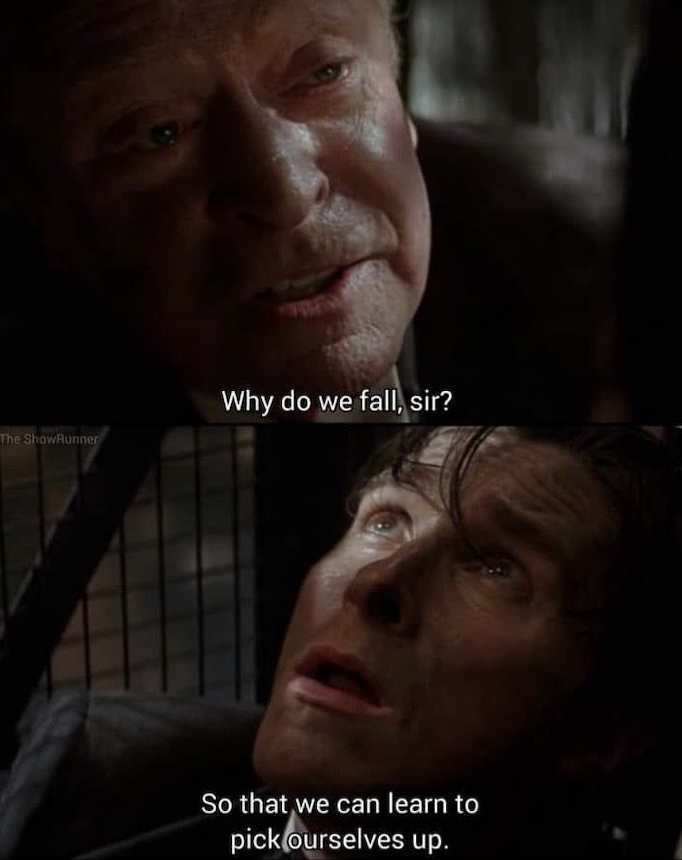 Why do we fall, sir?
The ShowRunner
So that we can learn to
pick ourselves up.